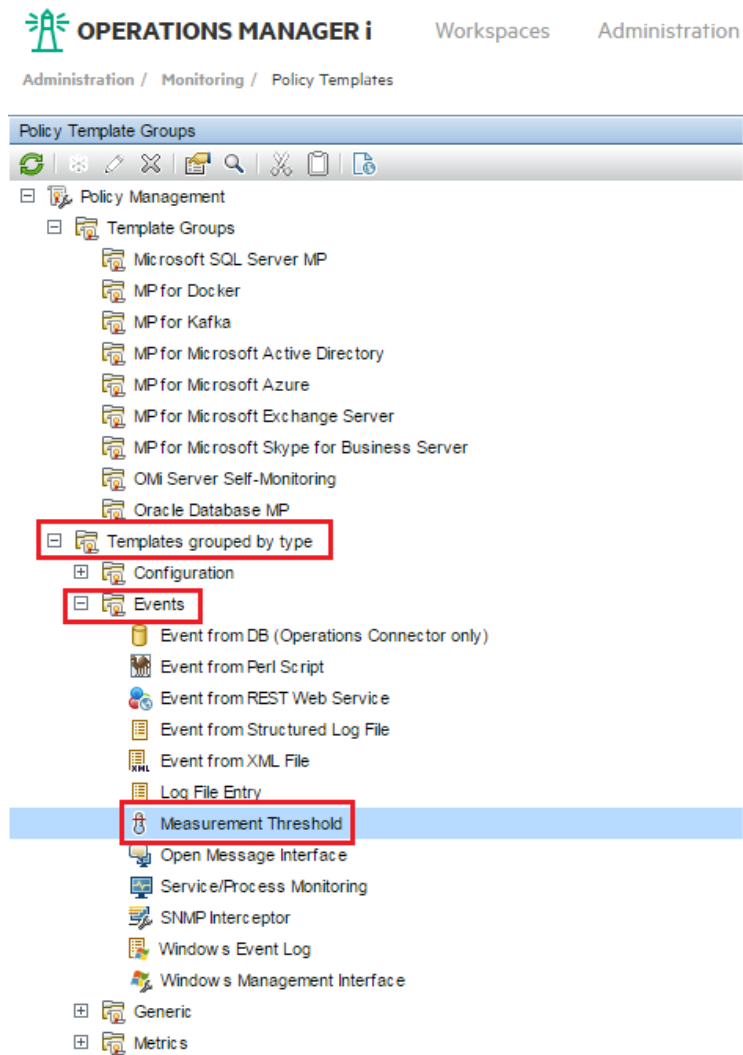 OPERATIONS MANAGER i Workspaces Administration
Administration / Monitoring / Policy Templates
Policy Template Groups
Policy Management
Template Groups
Microsoft SQL Server MP
MP for Docker
MP for Kafka
MP for Microsoft Active Directory
MP for Microsoft Azure
MP for Microsoft Exchange Server
MP for Microsoft Skype for Business Server
OMi Server Self-Monitoring
Oracle Database MP
Templates grouped by type
Configuration
Events
Event from DB (Operations Connector only)
Event from Perl Script
Event from REST Web Service
Event from Structured Log File
XML Event from XML File
Log File Entry
Measurement Threshold
Open Message Interface
Service/Process Monitoring
SNMP Interceptor
Windows Event Log
Windows Management Interface
Generic
Metrics